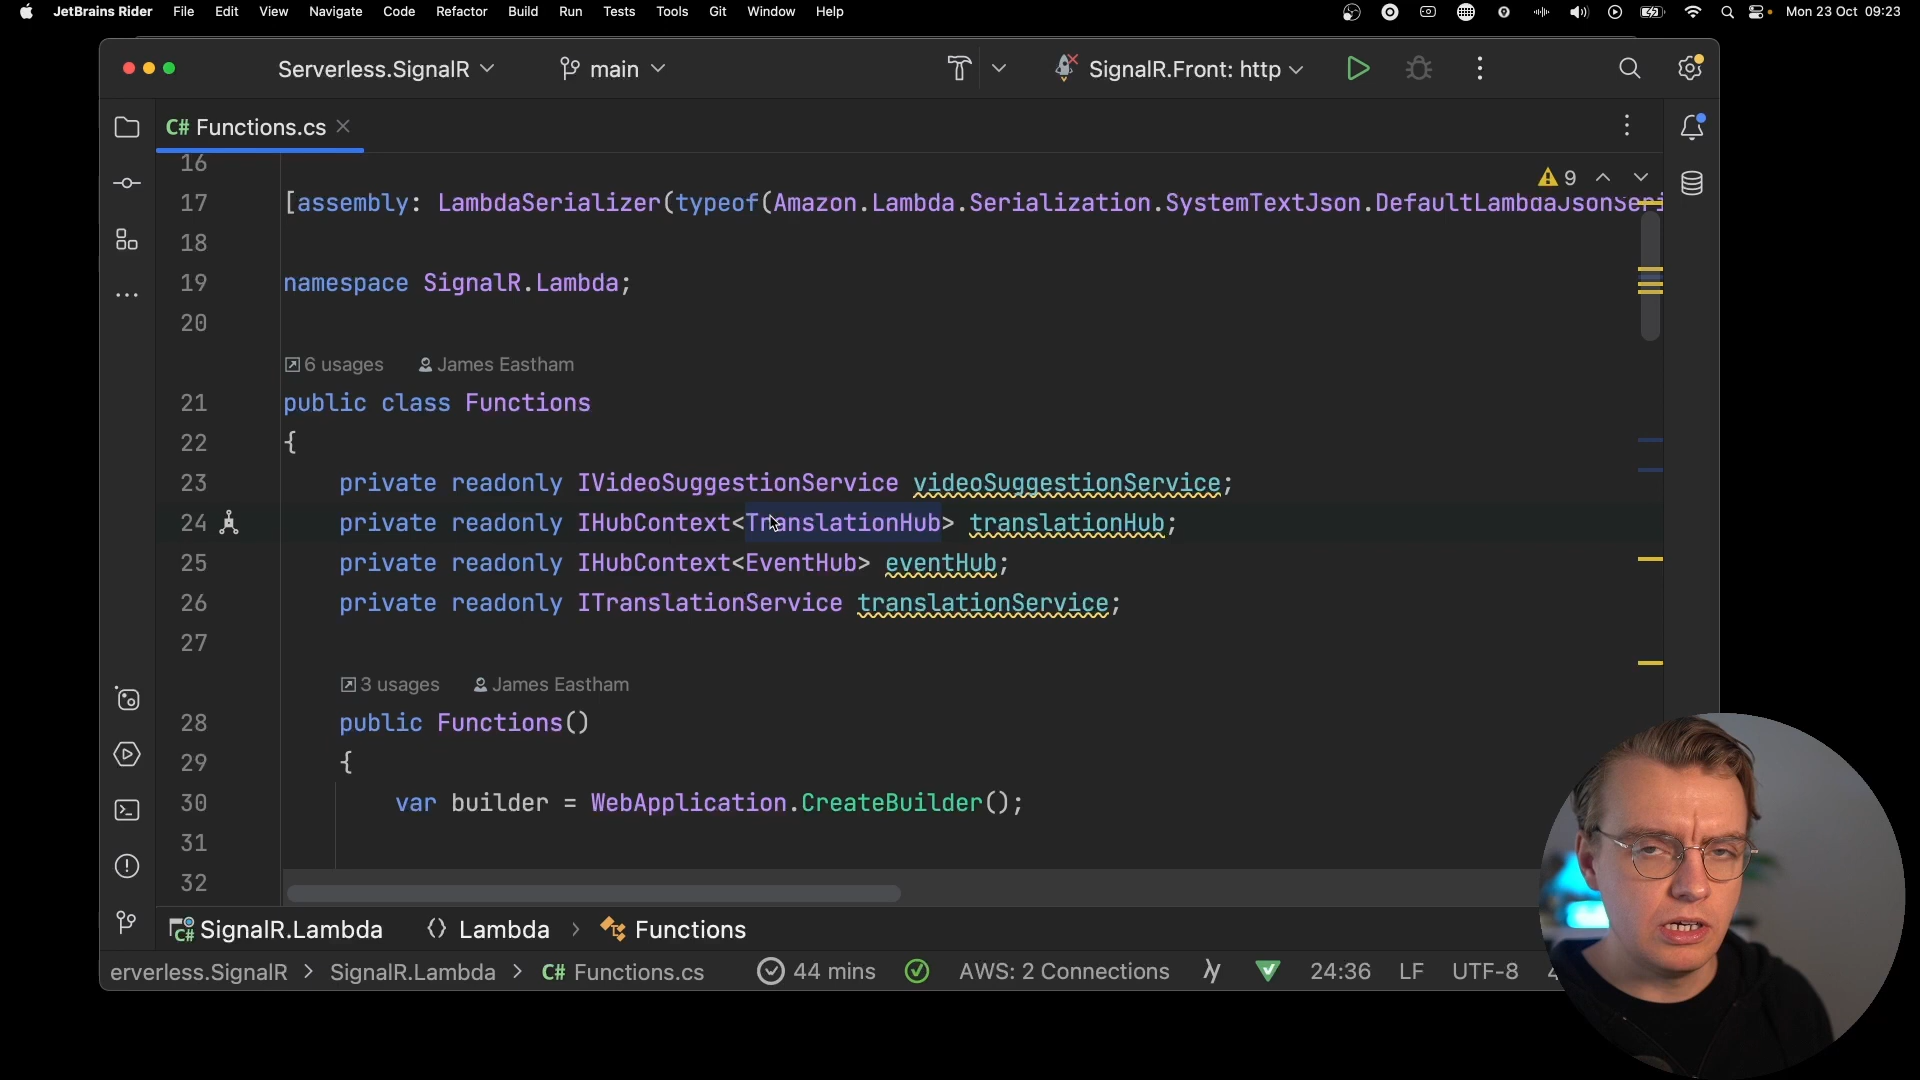 JetBrains Rider File Edit View Navigate Code Refactor Build Run Tests Tools Git Window Help Mon 23 Oct 09:23
Serverless.SignalR main SignalR.Front: http
C# Functions.cs
16
9
17 [assembly: LambdaSerializer(typeof(Amazon.Lambda.Serialization.SystemTextJson.DefaultLambdaJsonSeri
18
19 namespace SignalR.Lambda;
20
6 usages James Eastham
21 public class Functions
22 {
23 private readonly IVideoSuggestionService videoSuggestionService;
24 private readonly IHubContext<TranslationHub> translationHub;
25 private readonly IHubContext<EventHub> eventHub;
26 private readonly ITranslationService translationService;
27
3 usages James Eastham
28 public Functions()
29 {
30 var builder = WebApplication.CreateBuilder();
31
32
C# SignalR.Lambda Lambda Functions
erverless.SignalR SignalR.Lambda C# Functions.cs 44 mins AWS: 2 Connections 24:36 LF UTF-8